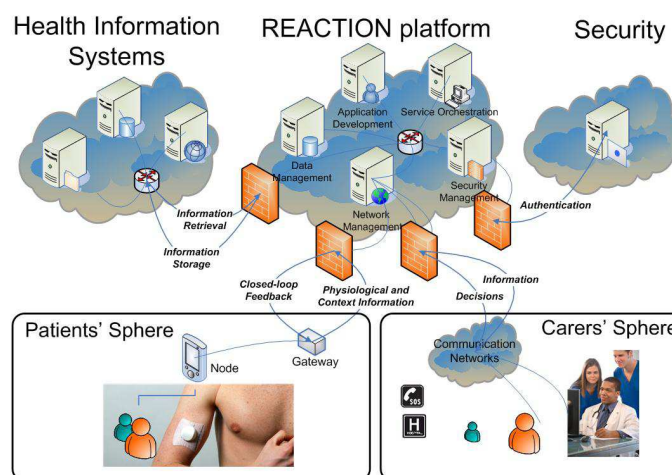 Health Information
Systems
REACTION platform
Security
Application
Development
Service Orchestration
Data
Management
Security
Management
Network
Management
Authentication
Information
Retrieval
Information
Storage
Closed-loop
Feedback
Physiological and
Context Information
Information
Decisions
Patients' Sphere
Node
Gateway
Carers' Sphere
Communication
Networks
SOS
H